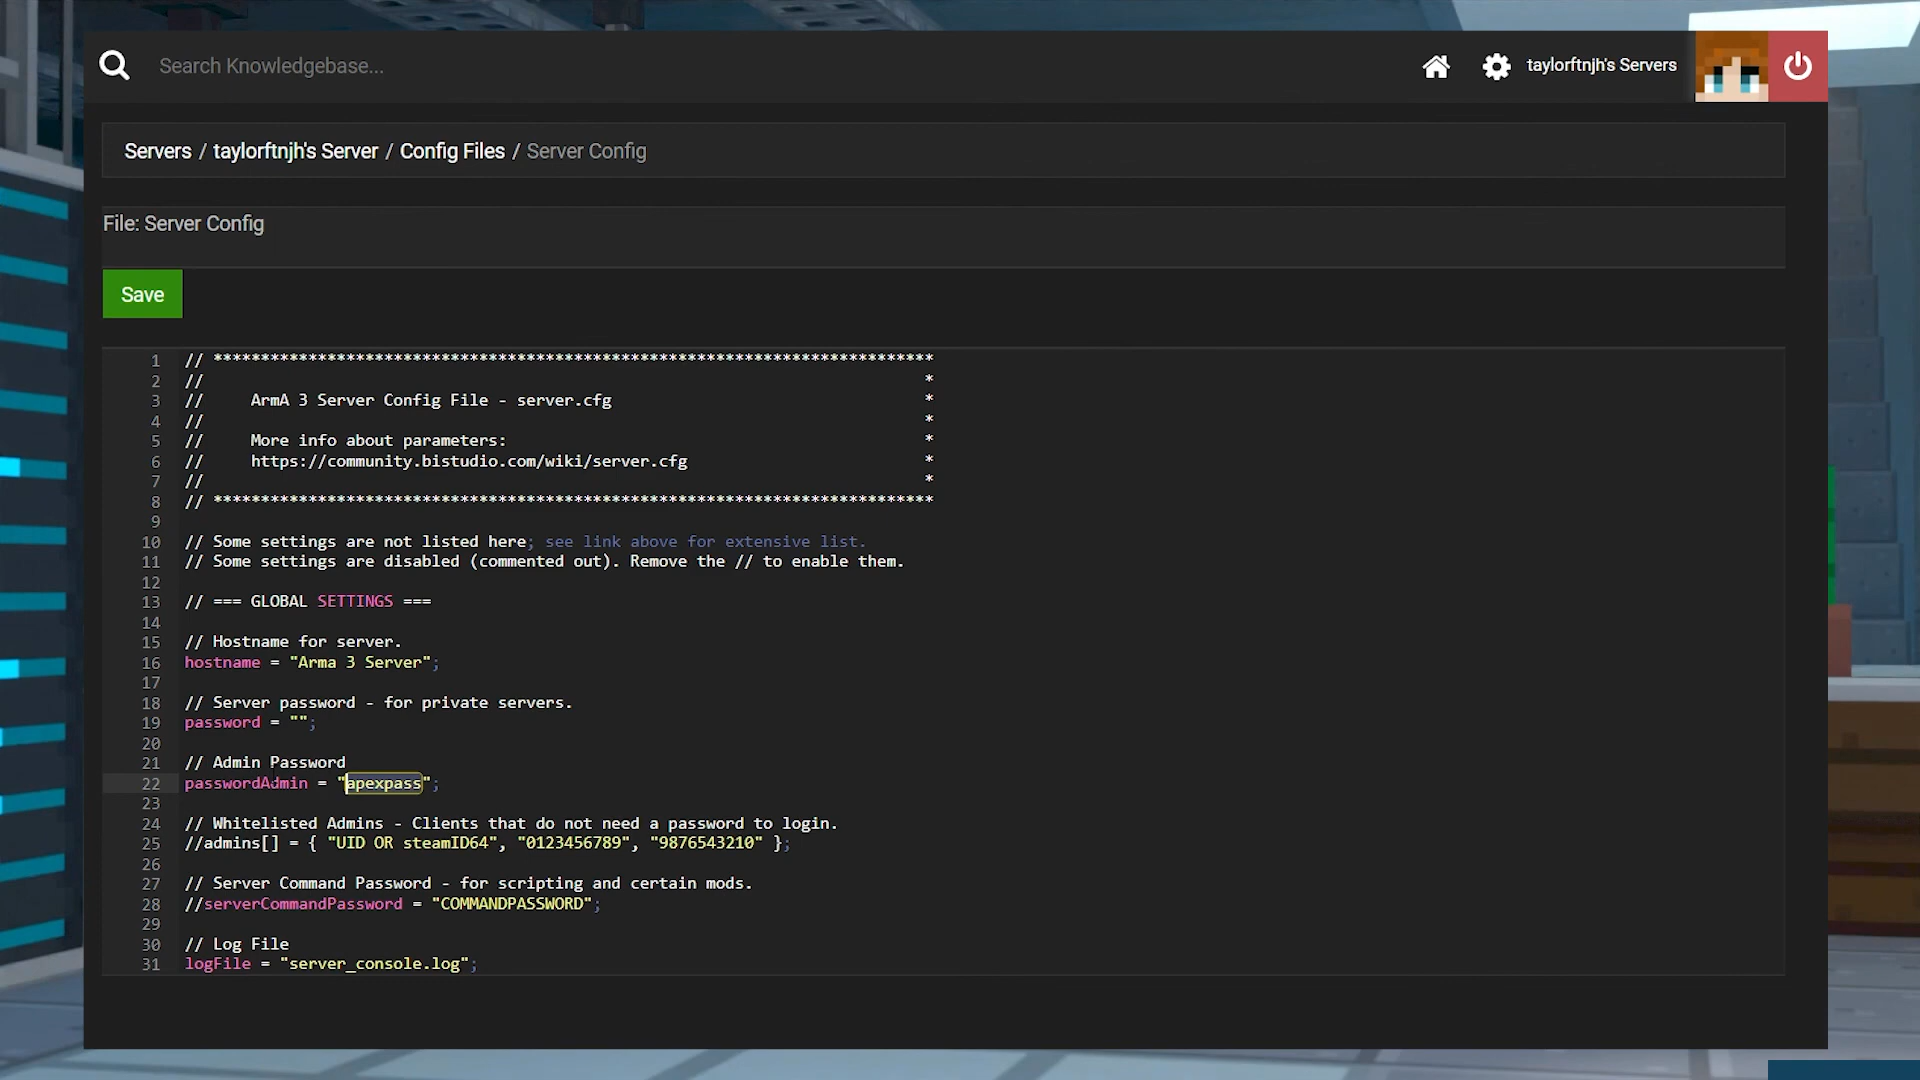 Search Knowledgebase...
taylorftnjh's Servers
Servers / taylorftnjh's Server / Config Files / Server Config
File: Server Config
Save
1 // ****************************************************************************
2 // *
3 // ArmA 3 Server Config File - server.cfg *
4 // *
5 // More info about parameters: *
6 // https://community.bistudio.com/wiki/server.cfg *
7 // *
8 // ****************************************************************************
9
10 // Some settings are not listed here; see link above for extensive list.
11 // Some settings are disabled (commented out). Remove the // to enable them.
12
13 // === GLOBAL SETTINGS ===
14
15 // Hostname for server.
16 hostname = "Arma 3 Server";
17
18 // Server password - for private servers.
19 password = "";
20
21 // Admin Password
22 passwordAdmin = "apexpass";
23
24 // Whitelisted Admins - Clients that do not need a password to login.
25 //admins[] = { "UID OR steamID64", "0123456789", "9876543210" };
26
27 // Server Command Password - for scripting and certain mods.
28 //serverCommandPassword = "COMMANDPASSWORD";
29
30 // Log File
31 logFile = "server_console.log";